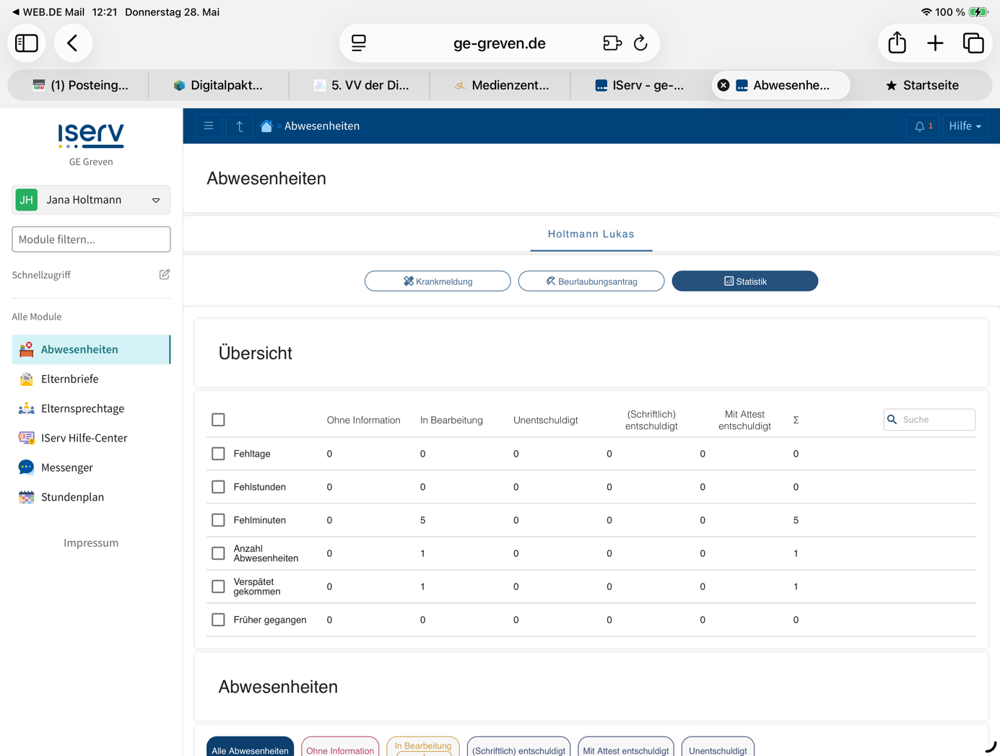 ◀ WEB.DE Mail 12:21 Donnerstag 28. Mai
100 %
ge-greven.de
(1) Posteing...
Digitalpakt...
5. VV der Di...
Medienzent...
IServ - ge-...
Abwesenhe...
Startseite
IServ
GE Greven
JH Jana Holtmann
Module filtern...
Schnellzugriff
Alle Module
Abwesenheiten
Elternbriefe
Elternsprechtage
IServ Hilfe-Center
Messenger
Stundenplan
Impressum
» Abwesenheiten
1
Hilfe
Abwesenheiten
Holtmann Lukas
Krankmeldung
Beurlaubungsantrag
Statistik
Übersicht
Ohne Information In Bearbeitung Unentschuldigt (Schriftlich) entschuldigt Mit Attest entschuldigt Σ
Suche
Fehltage 0 0 0 0 0 0
Fehlstunden 0 0 0 0 0 0
Fehlminuten 0 5 0 0 0 5
Anzahl Abwesenheiten 0 1 0 0 0 1
Verspätet gekommen 0 1 0 0 0 1
Früher gegangen 0 0 0 0 0 0
Abwesenheiten
Alle Abwesenheiten
Ohne Information
In Bearbeitung
(Schriftlich) entschuldigt
Mit Attest entschuldigt
Unentschuldigt